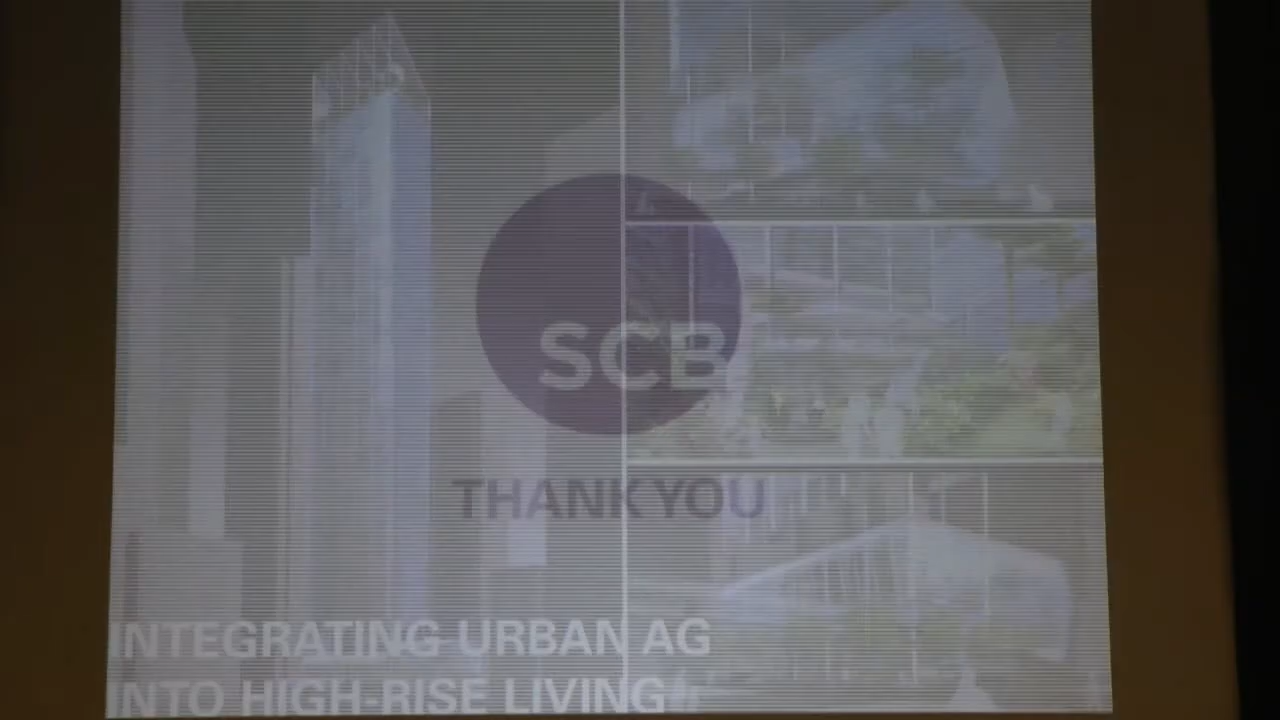 SCB
THANK YOU
INTEGRATING URBAN AG
INTO HIGH-RISE LIVING